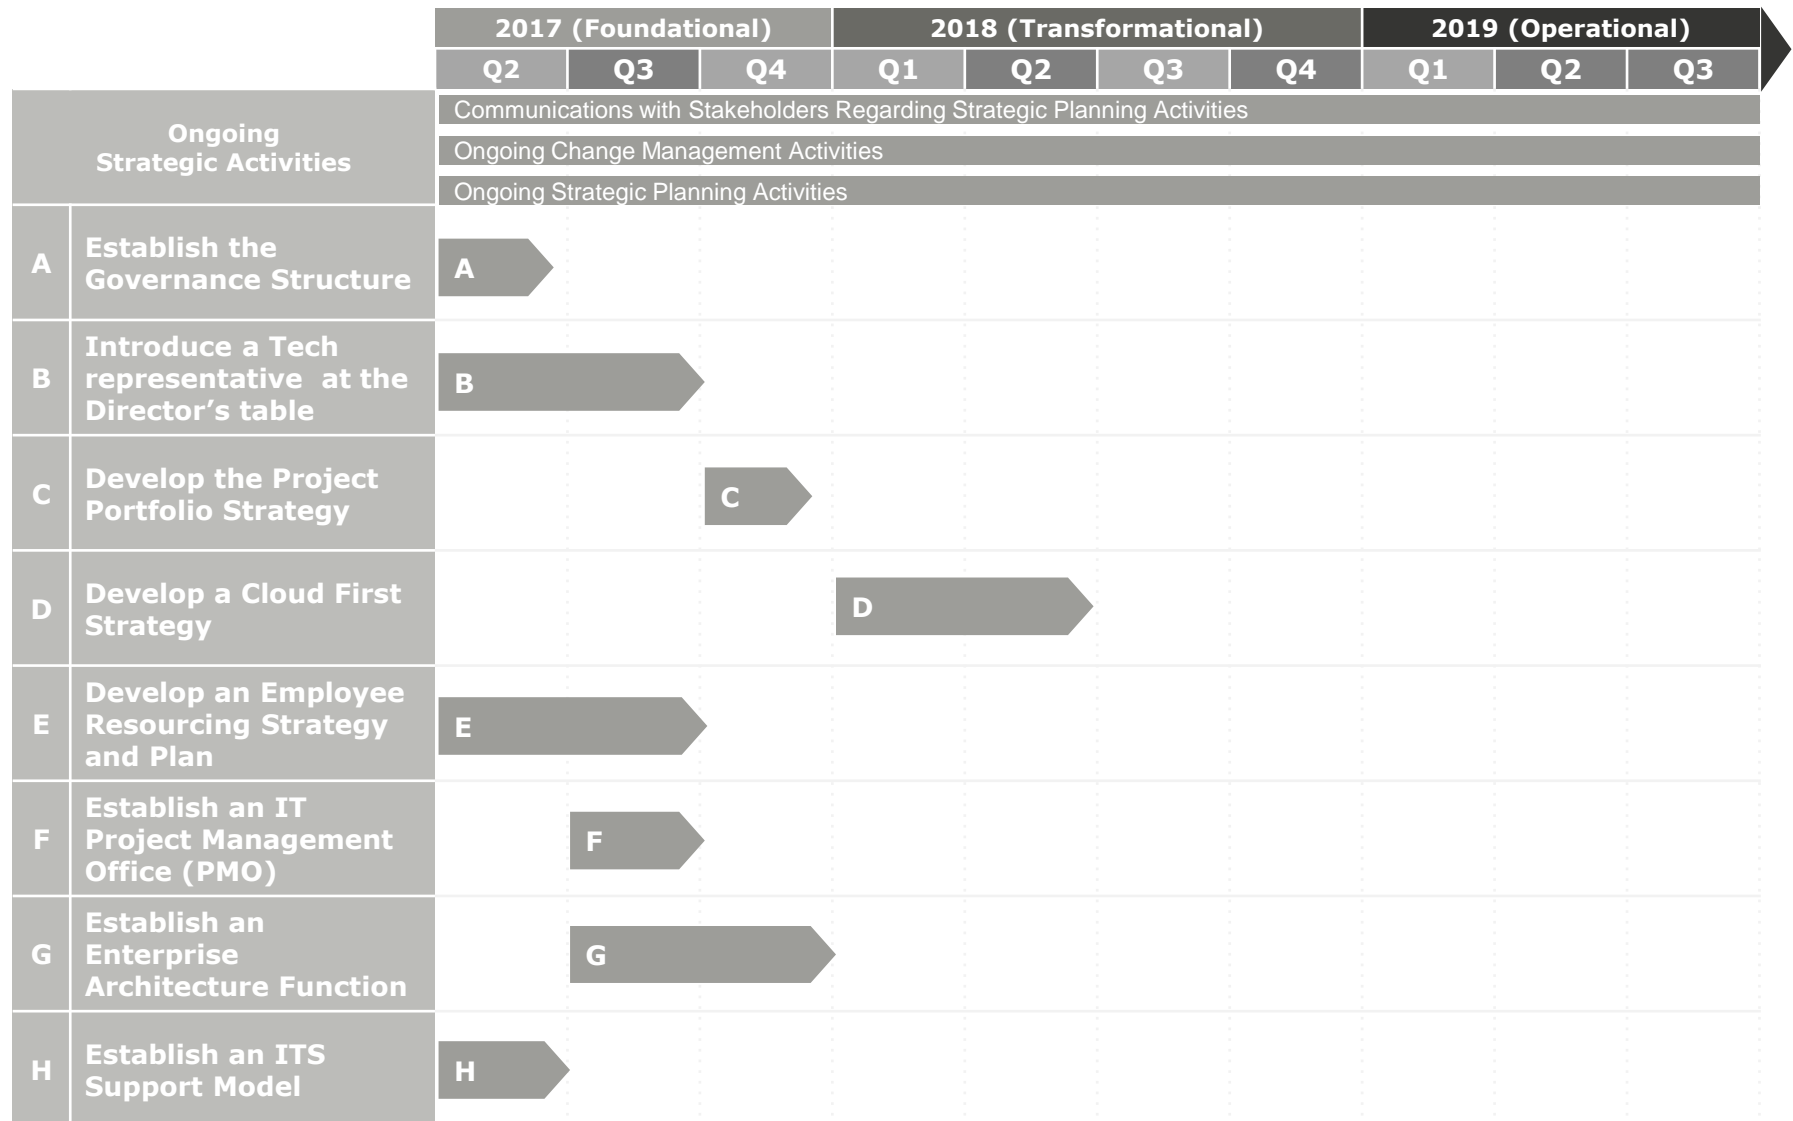 2017 (Foundational) 2018 (Transformational) 2019 (Operational)
Q2 Q3 Q4 Q1 Q2 Q3 Q4 Q1 Q2 Q3
Ongoing
Strategic Activities
Communications with Stakeholders Regarding Strategic Planning Activities
Ongoing Change Management Activities
Ongoing Strategic Planning Activities
A
Establish the
Governance Structure
A
B
Introduce a Tech
representative at the
Director’s table
B
C
Develop the Project
Portfolio Strategy
C
D
Develop a Cloud First
Strategy
D
E
Develop an Employee
Resourcing Strategy
and Plan
E
F
Establish an IT
Project Management
Office (PMO)
F
G
Establish an
Enterprise
Architecture Function
G
H
Establish an ITS
Support Model
H